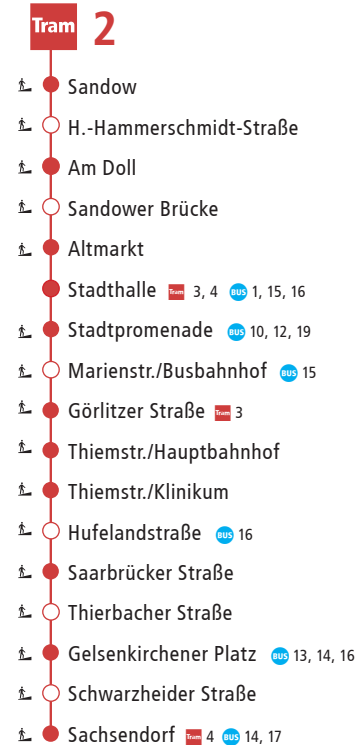 Tram 2
Sandow
H.-Hammerschmidt-Straße
Am Doll
Sandower Brücke
Altmarkt
Stadthalle Tram 3, 4 BUS 1, 15, 16
Stadtpromenade BUS 10, 12, 19
Marienstr./Busbahnhof BUS 15
Görlitzer Straße Tram 3
Thiemstr./Hauptbahnhof
Thiemstr./Klinikum
Hufelandstraße BUS 16
Saarbrücker Straße
Thierbacher Straße
Gelsenkirchener Platz BUS 13, 14, 16
Schwarzheider Straße
Sachsendorf Tram 4 BUS 14, 17